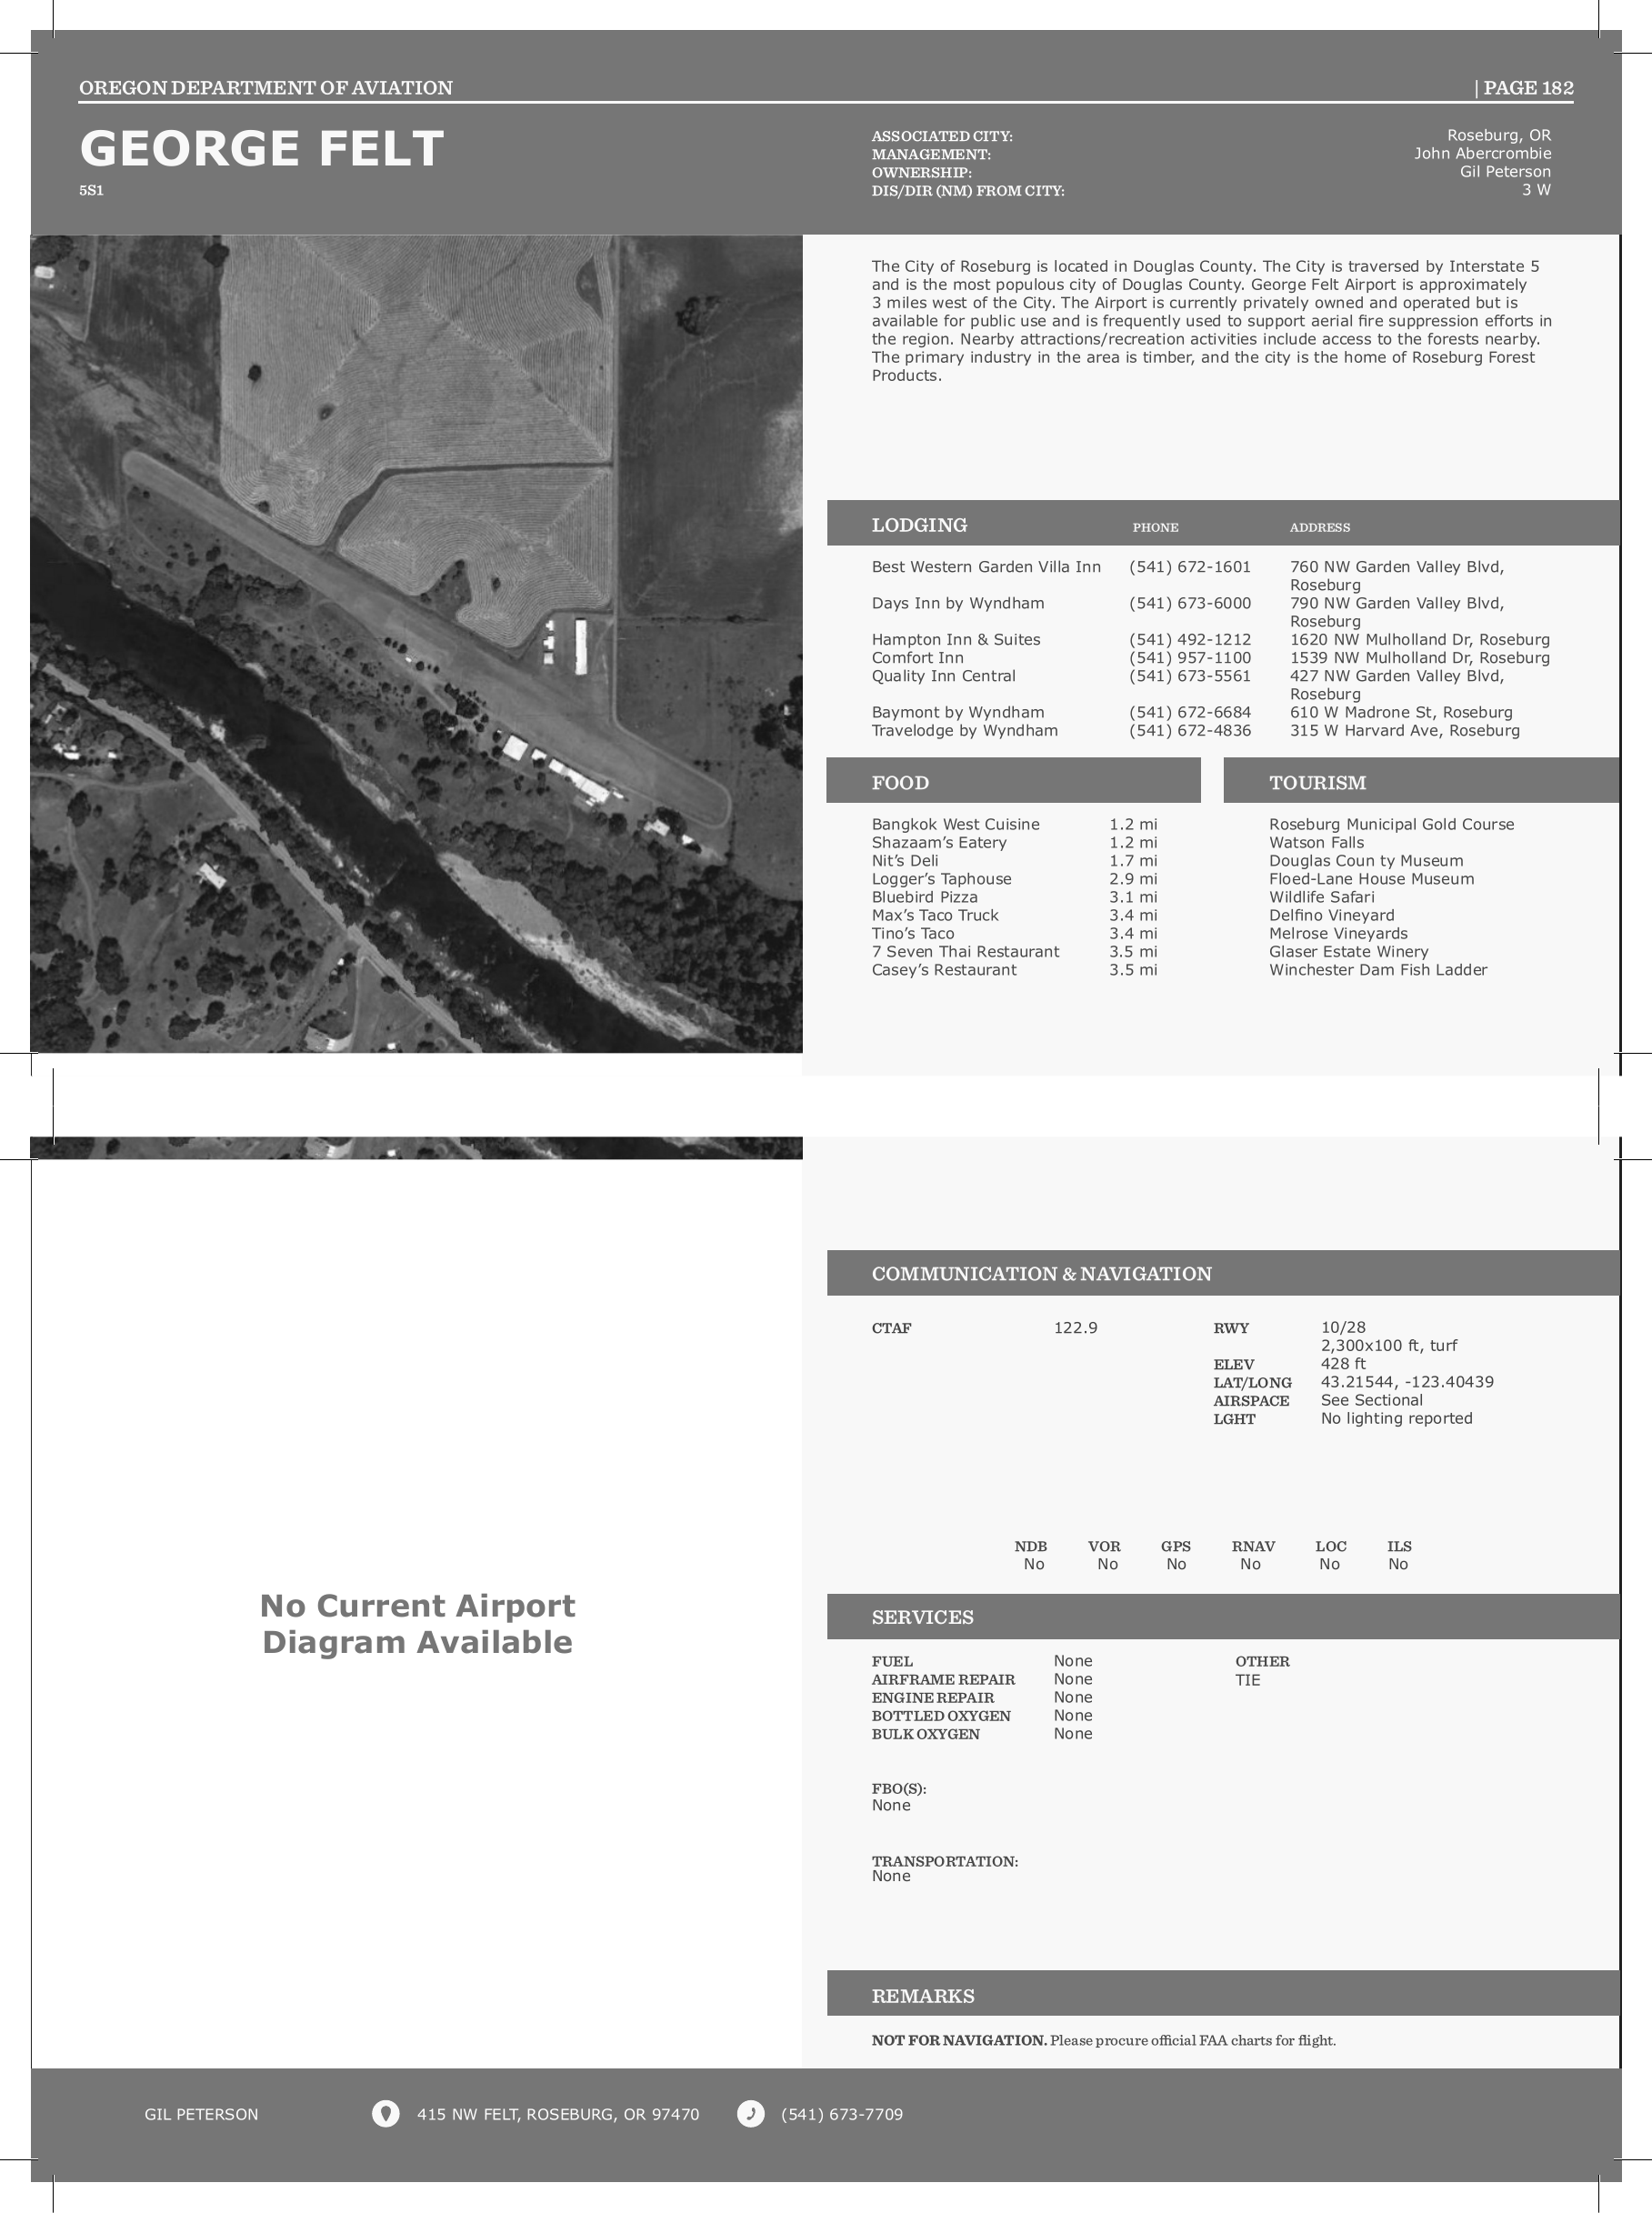 OREGON DEPARTMENT OF AVIATION | PAGE 182
GEORGE FELT
5S1
ASSOCIATED CITY: Roseburg, OR
MANAGEMENT: John Abercrombie
OWNERSHIP: Gil Peterson
DIS/DIR (NM) FROM CITY: 3 W
The City of Roseburg is located in Douglas County. The City is traversed by Interstate 5
and is the most populous city of Douglas County. George Felt Airport is approximately
3 miles west of the City. The Airport is currently privately owned and operated but is
available for public use and is frequently used to support aerial fire suppression efforts in
the region. Nearby attractions/recreation activities include access to the forests nearby.
The primary industry in the area is timber, and the city is the home of Roseburg Forest
Products.
LODGING PHONE ADDRESS
Best Western Garden Villa Inn (541) 672-1601 760 NW Garden Valley Blvd,
Roseburg
Days Inn by Wyndham (541) 673-6000 790 NW Garden Valley Blvd,
Roseburg
Hampton Inn & Suites (541) 492-1212 1620 NW Mulholland Dr, Roseburg
Comfort Inn (541) 957-1100 1539 NW Mulholland Dr, Roseburg
Quality Inn Central (541) 673-5561 427 NW Garden Valley Blvd,
Roseburg
Baymont by Wyndham (541) 672-6684 610 W Madrone St, Roseburg
Travelodge by Wyndham (541) 672-4836 315 W Harvard Ave, Roseburg
FOOD
Bangkok West Cuisine 1.2 mi
Shazaam's Eatery 1.2 mi
Nit's Deli 1.7 mi
Logger's Taphouse 2.9 mi
Bluebird Pizza 3.1 mi
Max's Taco Truck 3.4 mi
Tino's Taco 3.4 mi
7 Seven Thai Restaurant 3.5 mi
Casey's Restaurant 3.5 mi
TOURISM
Roseburg Municipal Gold Course
Watson Falls
Douglas Coun ty Museum
Floed-Lane House Museum
Wildlife Safari
Delfino Vineyard
Melrose Vineyards
Glaser Estate Winery
Winchester Dam Fish Ladder
No Current Airport
Diagram Available
COMMUNICATION & NAVIGATION
CTAF 122.9
RWY 10/28
2,300x100 ft, turf
ELEV 428 ft
LAT/LONG 43.21544, -123.40439
AIRSPACE See Sectional
LGHT No lighting reported
NDB VOR GPS RNAV LOC ILS
No No No No No No
SERVICES
FUEL None
AIRFRAME REPAIR None
ENGINE REPAIR None
BOTTLED OXYGEN None
BULK OXYGEN None
OTHER
TIE
FBO(S):
None
TRANSPORTATION:
None
REMARKS
NOT FOR NAVIGATION. Please procure official FAA charts for flight.
GIL PETERSON 415 NW FELT, ROSEBURG, OR 97470 (541) 673-7709